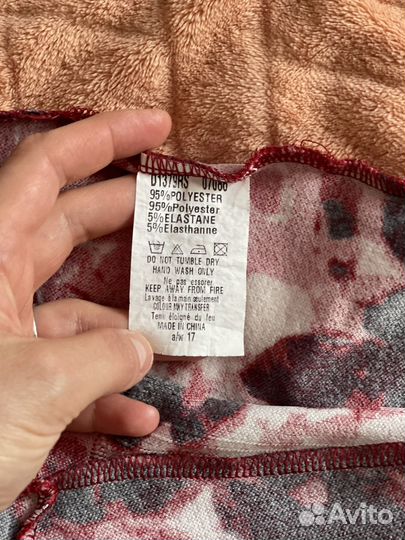 D1379RS 07086
95%POLYESTER
95%Polyester
5%ELASTANE
5%Elasthanne
DO NOT TUMBLE DRY
HAND WASH ONLY
Ne pas essorer
KEEP AWAY FROM FIRE
Lavage à la main seulement
COLOUR MAY TRANSFER
Tenir éloigné du feu
MADE IN CHINA
a/w 17
Avito